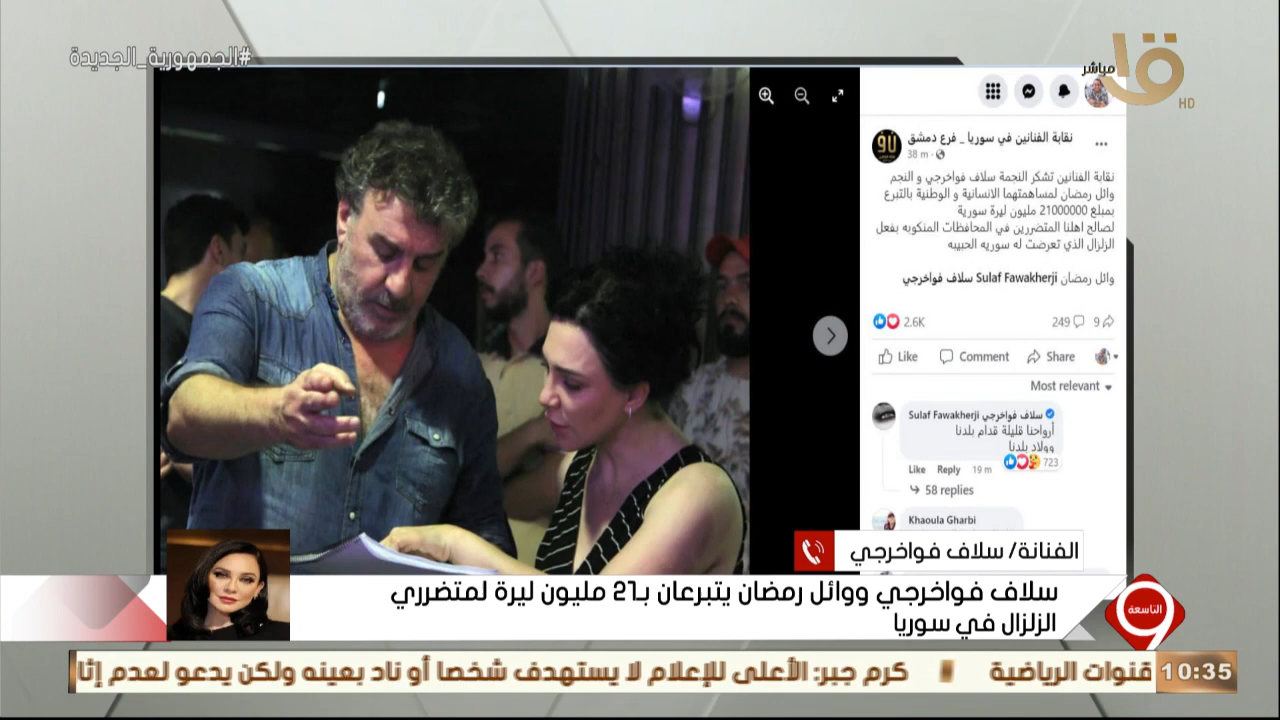 #الجمهورية_الجديدة
مباشر
HD
نقابة الفنانين في سوريا _ فرع دمشق
38 m
نقابة الفنانين تشكر النجمة سلاف فواخرجي و النجم
وائل رمضان لمساهمتهما الانسانية و الوطنية بالتبرع
بمبلغ 21000000 مليون ليرة سورية
لصالح اهلنا المتضررين في المحافظات المنكوبه بفعل
الزلزال الذي تعرضت له سوريه الحبيبه
وائل رمضان Sulaf Fawakherji سلاف فواخرجي
2.6K 249 9
Like Comment Share
Most relevant
Sulaf Fawakherji سلاف فواخرجي
أرواحنا قليلة قدام بلدنا
وولاد بلدنا
723
Like Reply 19 m
58 replies
Khaoula Gharbi
الفنانة/ سلاف فواخرجي
سلاف فواخرجي ووائل رمضان يتبرعان بـ21 مليون ليرة لمتضرري
الزلزال في سوريا
التاسعة
9
10:35 قنوات الرياضية كرم جبر: الأعلى للإعلام لا يستهدف شخصا أو ناد بعينه ولكن يدعو لعدم إثا